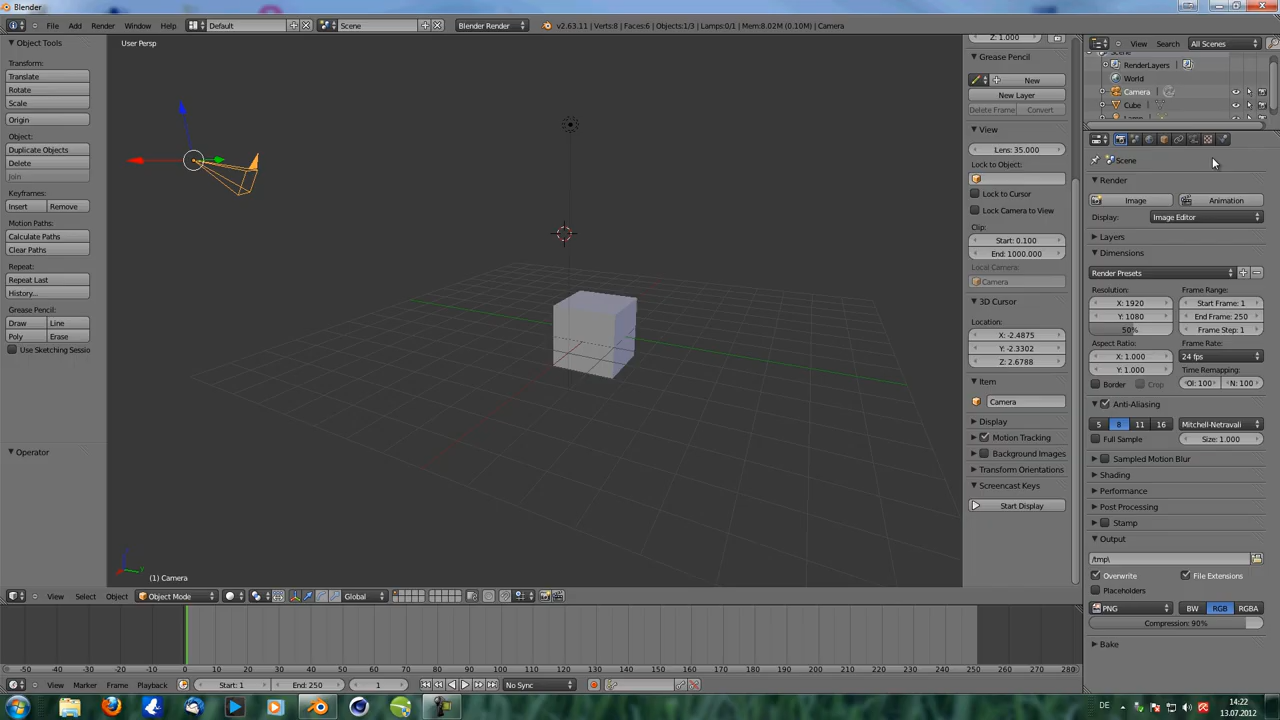 Blender
File Add Render Window Help Default Scene Blender Render v2.63.11 | Verts:8 | Faces:6 | Objects:1/3 | Lamps:0/1 | Mem:8.02M (0.10M) | Camera
Object Tools
Transform:
Translate
Rotate
Scale
Origin
Object:
Duplicate Objects
Delete
Join
Keyframes:
Insert Remove
Motion Paths:
Calculate Paths
Clear Paths
Repeat:
Repeat Last
History...
Grease Pencil:
Draw Line
Poly Erase
Use Sketching Sessio
Operator
User Persp
(1) Camera
Z: 1.000
Grease Pencil
New
New Layer
Delete Frame Convert
View
Lens: 35.000
Lock to Object:
Lock to Cursor
Lock Camera to View
Clip:
Start: 0.100
End: 1000.000
Local Camera:
Camera
3D Cursor
Location:
X: -2.4875
Y: -2.3302
Z: 2.6788
Item
Camera
Display
Motion Tracking
Background Images
Transform Orientations
Screencast Keys
Start Display
View Search All Scenes
RenderLayers
World
Camera
Cube
Scene
Render
Image Animation
Display: Image Editor
Layers
Dimensions
Render Presets
Resolution: Frame Range:
X: 1920 Start Frame: 1
Y: 1080 End Frame: 250
50% Frame Step: 1
Aspect Ratio: Frame Rate:
X: 1.000 24 fps
Y: 1.000 Time Remapping:
Border Crop Ol: 100 N: 100
Anti-Aliasing
5 8 11 16 Mitchell-Netravali
Full Sample Size: 1.000
Sampled Motion Blur
Shading
Performance
Post Processing
Stamp
Output
/tmp\
Overwrite File Extensions
Placeholders
PNG BW RGB RGBA
Compression: 90%
Bake
View Select Object Object Mode Global
-50 -40 -30 -20 -10 0 10 20 30 40 50 60 70 80 90 100 110 120 130 140 150 160 170 180 190 200 210 220 230 240 250 260 270 280
View Marker Frame Playback Start: 1 End: 250 1 No Sync
DE 14:22
13.07.2012